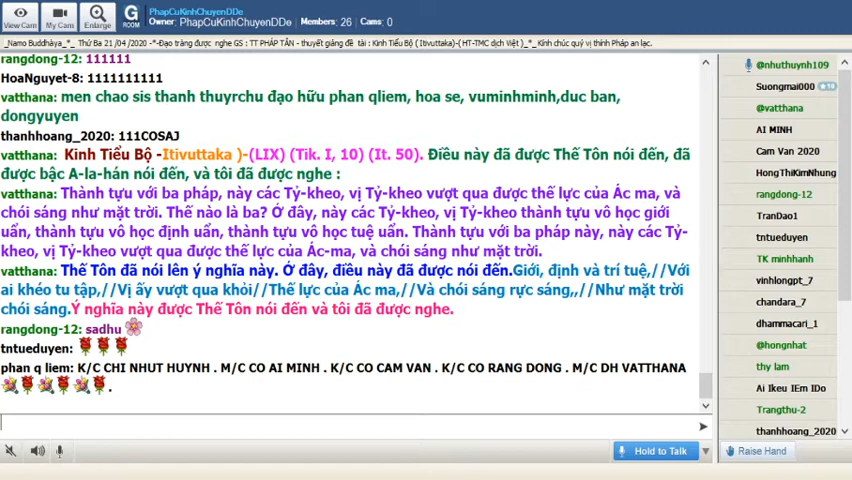 PhapCuKinhChuyenDDe
Owner: PhapCuKinhChuyenDDe Members: 26 Cams: 0
View Cam
My Cam
Enlarge
G
ROOM
_Namo Buddhàya_*_ Thứ Ba 21 /04 /2020 -*-Đạo tràng được nghe GS : TT PHÁP TÂN - thuyết giảng đề tài : Kinh Tiểu Bộ ( Itivuttaka)-( HT-TMC dịch Việt )_*_ Kính chúc quý vị thính Pháp an lạc.
rangdong-12: 111111
HoaNguyet-8: 1111111111
vatthana: men chao sis thanh thuyrchu đạo hữu phan qliem, hoa se, vuminhminh,duc ban,
dongyuyen
thanhhoang_2020: 111COSAJ
vatthana: Kinh Tiểu Bộ -Itivuttaka )-(LIX) (Tik. I, 10) (It. 50). Điều này đã được Thế Tôn nói đến, đã
được bậc A-la-hán nói đến, và tôi đã được nghe :
vatthana: Thành tựu với ba pháp, này các Tỷ-kheo, vị Tỷ-kheo vượt qua được thế lực của Ác ma, và
chói sáng như mặt trời. Thế nào là ba? Ở đây, này các Tỷ-kheo, vị Tỷ-kheo thành tựu vô học giới
uẩn, thành tựu vô học định uẩn, thành tựu vô học tuệ uẩn. Thành tựu với ba pháp này, này các Tỷ-
kheo, vị Tỷ-kheo vượt qua được thế lực của Ác-ma, và chói sáng như mặt trời.
vatthana: Thế Tôn đã nói lên ý nghĩa này. Ở đây, điều này đã được nói đến.Giới, định và trí tuệ,//Với
ai khéo tu tập,//Vị ấy vượt qua khỏi//Thế lực của Ác ma,//Và chói sáng rực sáng,,//Như mặt trời
chói sáng.Ý nghĩa này được Thế Tôn nói đến và tôi đã được nghe.
rangdong-12: sadhu
tntueduyen:
phan q liem: K/C CHI NHUT HUYNH . M/C CO AI MINH . K/C CO CAM VAN . K/C CO RANG DONG . M/C DH VATTHANA
.
Hold to Talk
@nhuthuynh109
Suongmai000 10
@vatthana
AI MINH
Cam Van 2020
HongThiKimNhung
rangdong-12
TranDao1
tntueduyen
TK minhhanh
vinhlongpt_7
chandara_7
dhammacari_1
@hongnhat
thy lam
Ai Ikeu IEm IDo
Trangthu-2
thanhhoang_2020
Raise Hand